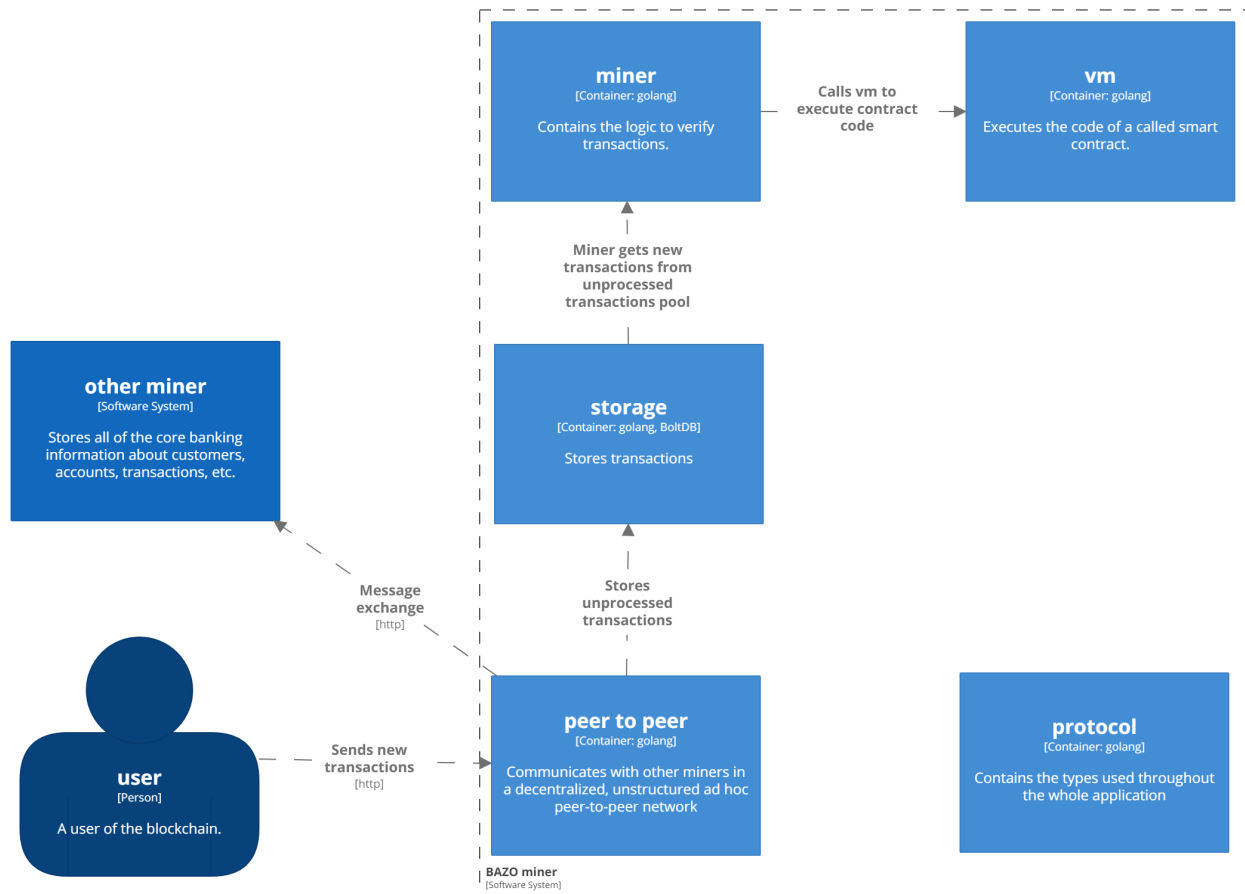 miner
[Container: golang]
Contains the logic to verify
transactions.
Calls vm to
execute contract
code
vm
[Container: golang]
Executes the code of a called smart
contract.
Miner gets new
transactions from
unprocessed
transactions pool
other miner
[Software System]
Stores all of the core banking
information about customers,
accounts, transactions, etc.
storage
[Container: golang, BoltDB]
Stores transactions
Message
exchange
[http]
Stores
unprocessed
transactions
user
[Person]
A user of the blockchain.
Sends new
transactions
[http]
peer to peer
[Container: golang]
Communicates with other miners in
a decentralized, unstructured ad hoc
peer-to-peer network
protocol
[Container: golang]
Contains the types used throughout
the whole application
BAZO miner
[Software System]